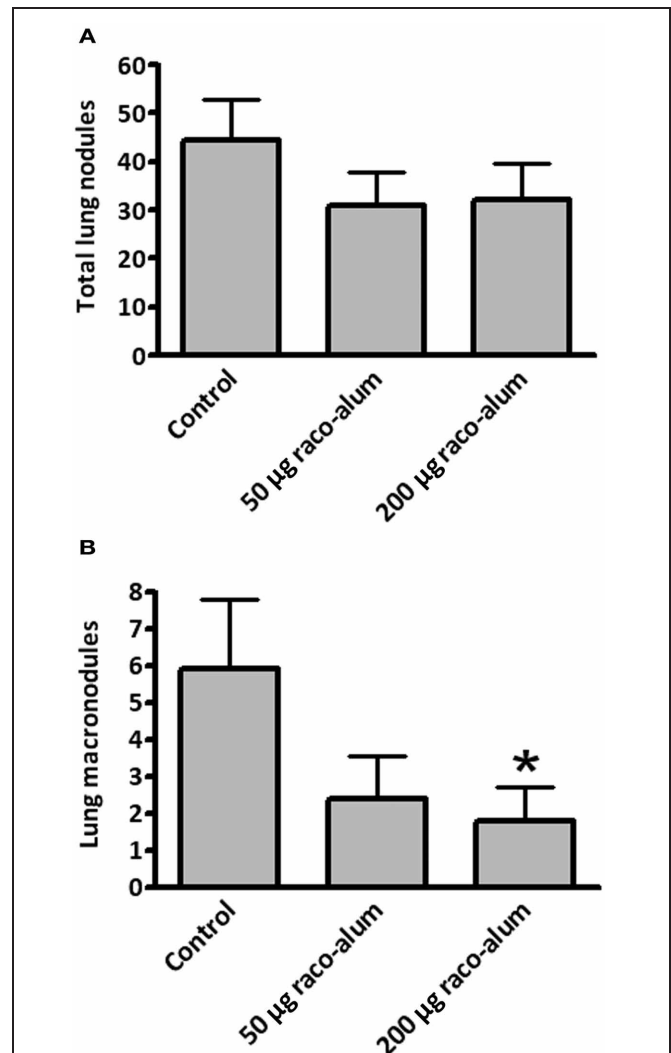 A
Total lung nodules
60
50
40
30
20
10
0
Control
50 µg raco-alum
200 µg raco-alum
B
Lung macronodules
8
7
6
5
4
3
2
1
0
*
Control
50 µg raco-alum
200 µg raco-alum